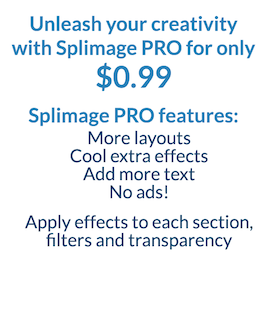 Unleash your creativity
with Splimage PRO for only
$0.99
Splimage PRO features:
More layouts
Cool extra effects
Add more text
No ads!
Apply effects to each section,
filters and transparency